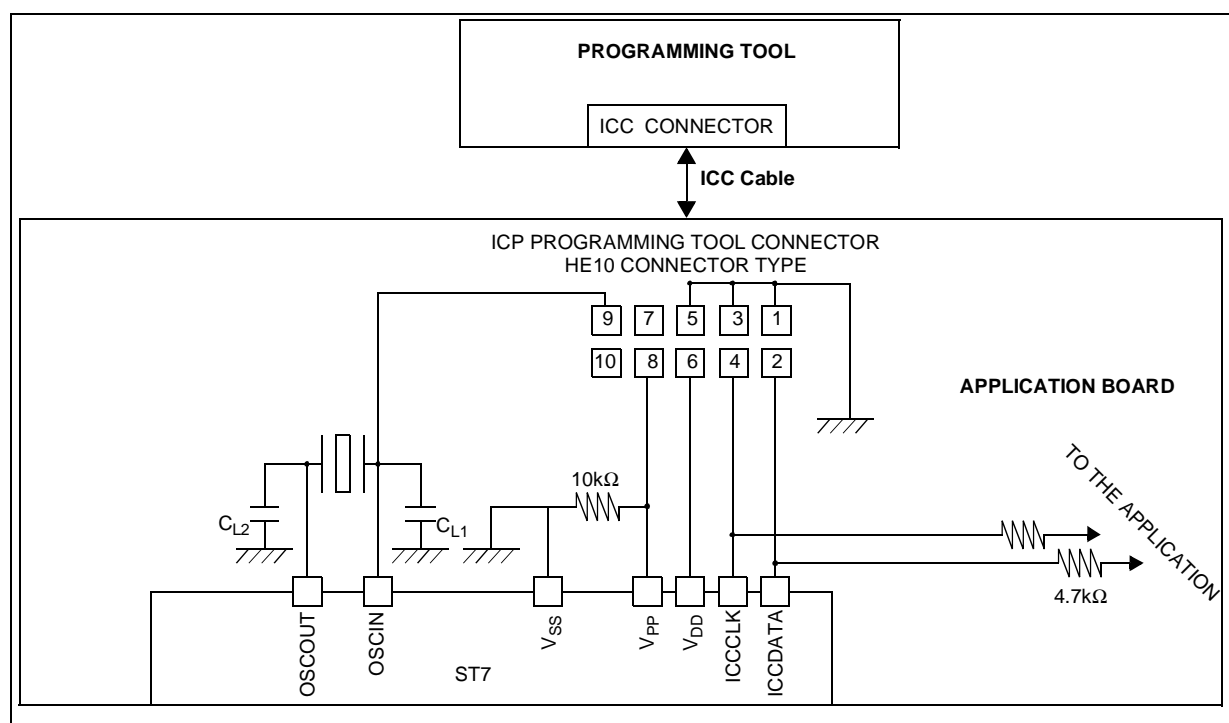 PROGRAMMING TOOL
ICC CONNECTOR
ICC Cable
ICP PROGRAMMING TOOL CONNECTOR
HE10 CONNECTOR TYPE
9 7 5 3 1
10 8 6 4 2
APPLICATION BOARD
TO THE APPLICATION
10kΩ
CL2
CL1
4.7kΩ
OSCOUT
OSCIN
VSS
VPP
VDD
ICCCLK
ICCDATA
ST7